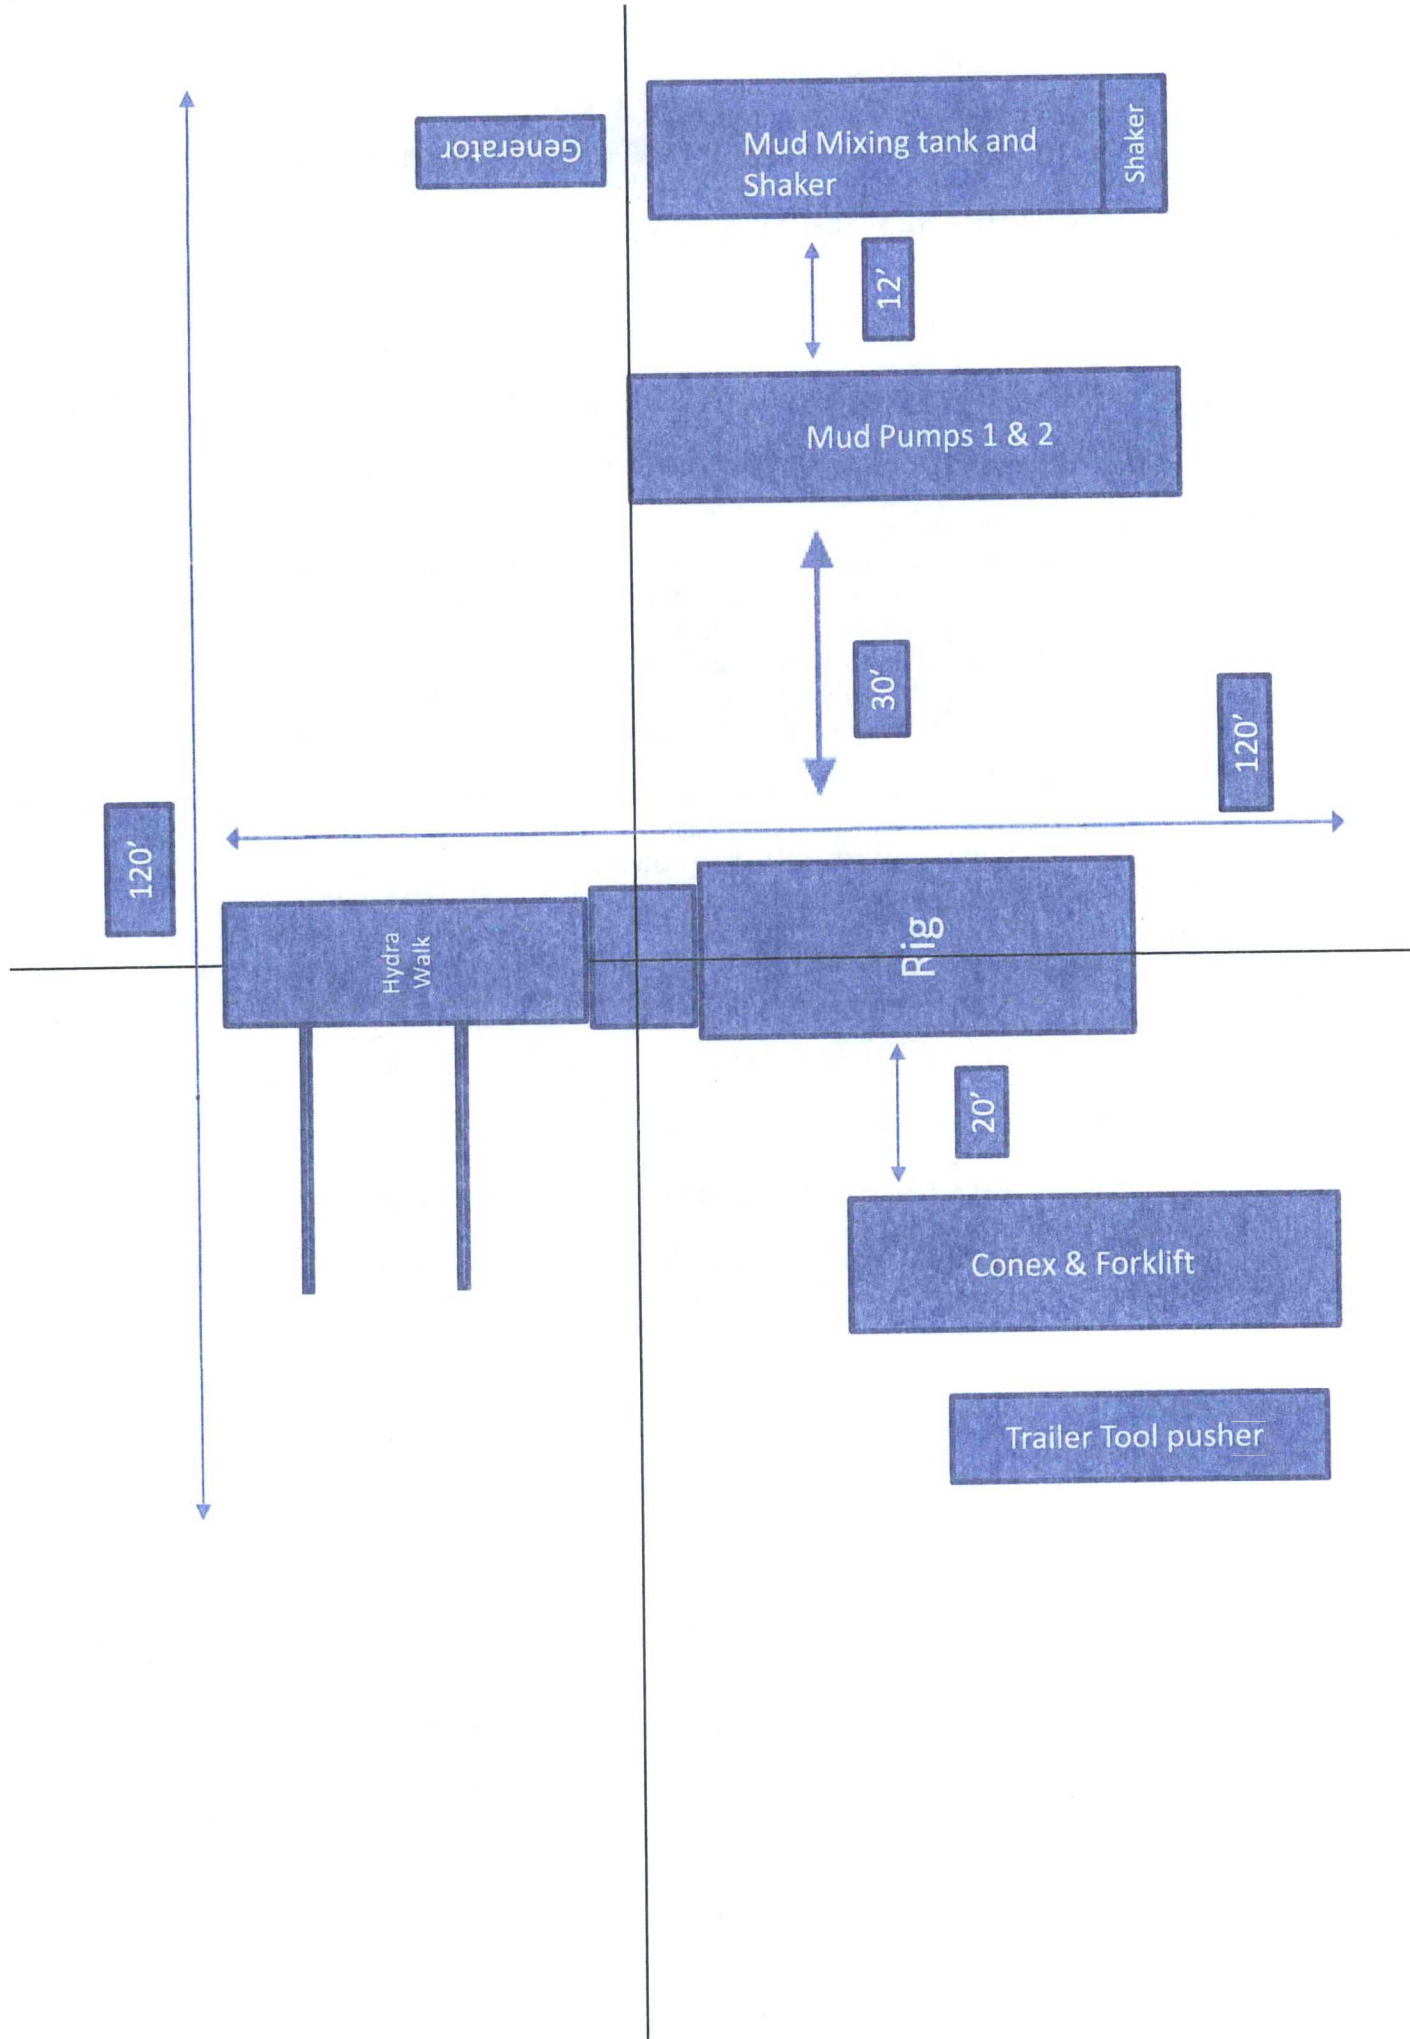 Generator
Mud Mixing tank and
Shaker
Shaker
12'
Mud Pumps 1 & 2
30'
120'
120'
Hydra
Walk
Rig
20'
Conex & Forklift
Trailer Tool pusher